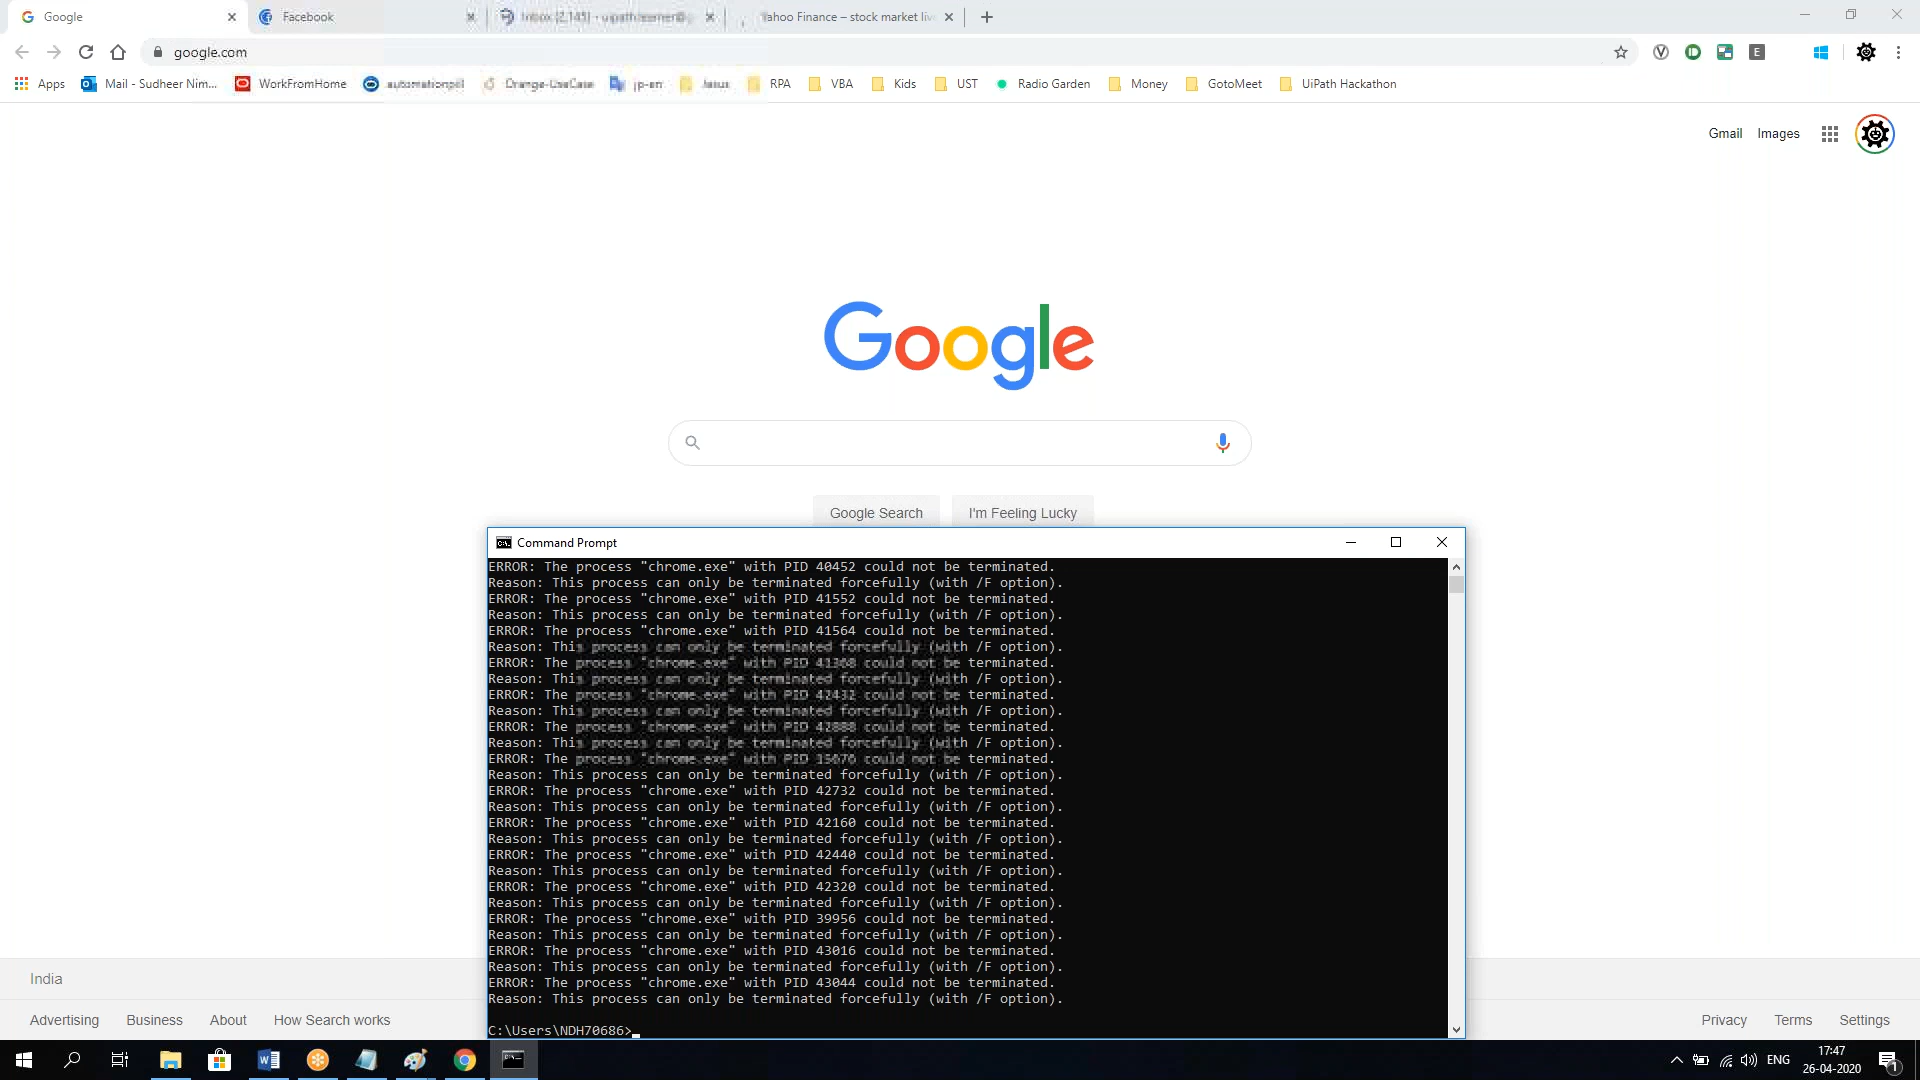 Google
Facebook
Inbox (2,145) - uipathlearner@g
Yahoo Finance – stock market liv
google.com
Apps
Mail - Sudheer Nim...
WorkFromHome
automationpil
Orange-UseCase
jp-en
RPA
VBA
Kids
UST
Radio Garden
Money
GotoMeet
UiPath Hackathon
Gmail
Images
Google
Google Search
I'm Feeling Lucky
Command Prompt
ERROR: The process "chrome.exe" with PID 40452 could not be terminated.
Reason: This process can only be terminated forcefully (with /F option).
ERROR: The process "chrome.exe" with PID 41552 could not be terminated.
Reason: This process can only be terminated forcefully (with /F option).
ERROR: The process "chrome.exe" with PID 41564 could not be terminated.
Reason: This process can only be terminated forcefully (with /F option).
ERROR: The process "chrome.exe" with PID 41368 could not be terminated.
Reason: This process can only be terminated forcefully (with /F option).
ERROR: The process "chrome.exe" with PID 42432 could not be terminated.
Reason: This process can only be terminated forcefully (with /F option).
ERROR: The process "chrome.exe" with PID 42888 could not be terminated.
Reason: This process can only be terminated forcefully (with /F option).
ERROR: The process "chrome.exe" with PID 15676 could not be terminated.
Reason: This process can only be terminated forcefully (with /F option).
ERROR: The process "chrome.exe" with PID 42732 could not be terminated.
Reason: This process can only be terminated forcefully (with /F option).
ERROR: The process "chrome.exe" with PID 42160 could not be terminated.
Reason: This process can only be terminated forcefully (with /F option).
ERROR: The process "chrome.exe" with PID 42440 could not be terminated.
Reason: This process can only be terminated forcefully (with /F option).
ERROR: The process "chrome.exe" with PID 42320 could not be terminated.
Reason: This process can only be terminated forcefully (with /F option).
ERROR: The process "chrome.exe" with PID 39956 could not be terminated.
Reason: This process can only be terminated forcefully (with /F option).
ERROR: The process "chrome.exe" with PID 43016 could not be terminated.
Reason: This process can only be terminated forcefully (with /F option).
ERROR: The process "chrome.exe" with PID 43044 could not be terminated.
Reason: This process can only be terminated forcefully (with /F option).
C:\Users\NDH70686>
India
Advertising
Business
About
How Search works
Privacy
Terms
Settings
ENG
17:47
26-04-2020
1